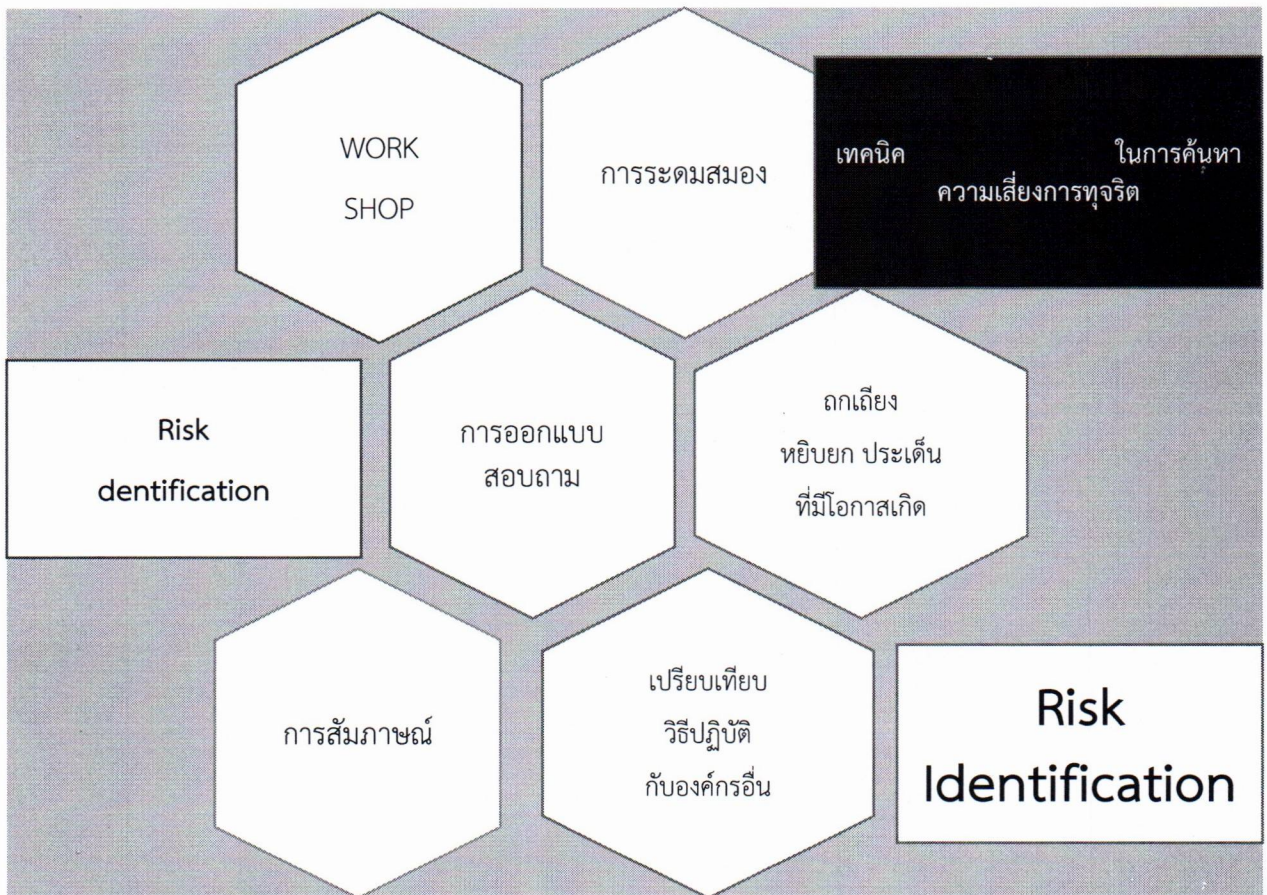 WORK
SHOP
การระดมสมอง
เทคนิค ในการค้นหา
ความเสี่ยงการทุจริต
Risk
dentification
การออกแบบ
สอบถาม
ถกเถียง
หยิบยก ประเด็น
ที่มีโอกาสเกิด
การสัมภาษณ์
เปรียบเทียบ
วิธีปฏิบัติ
กับองค์กรอื่น
Risk
Identification